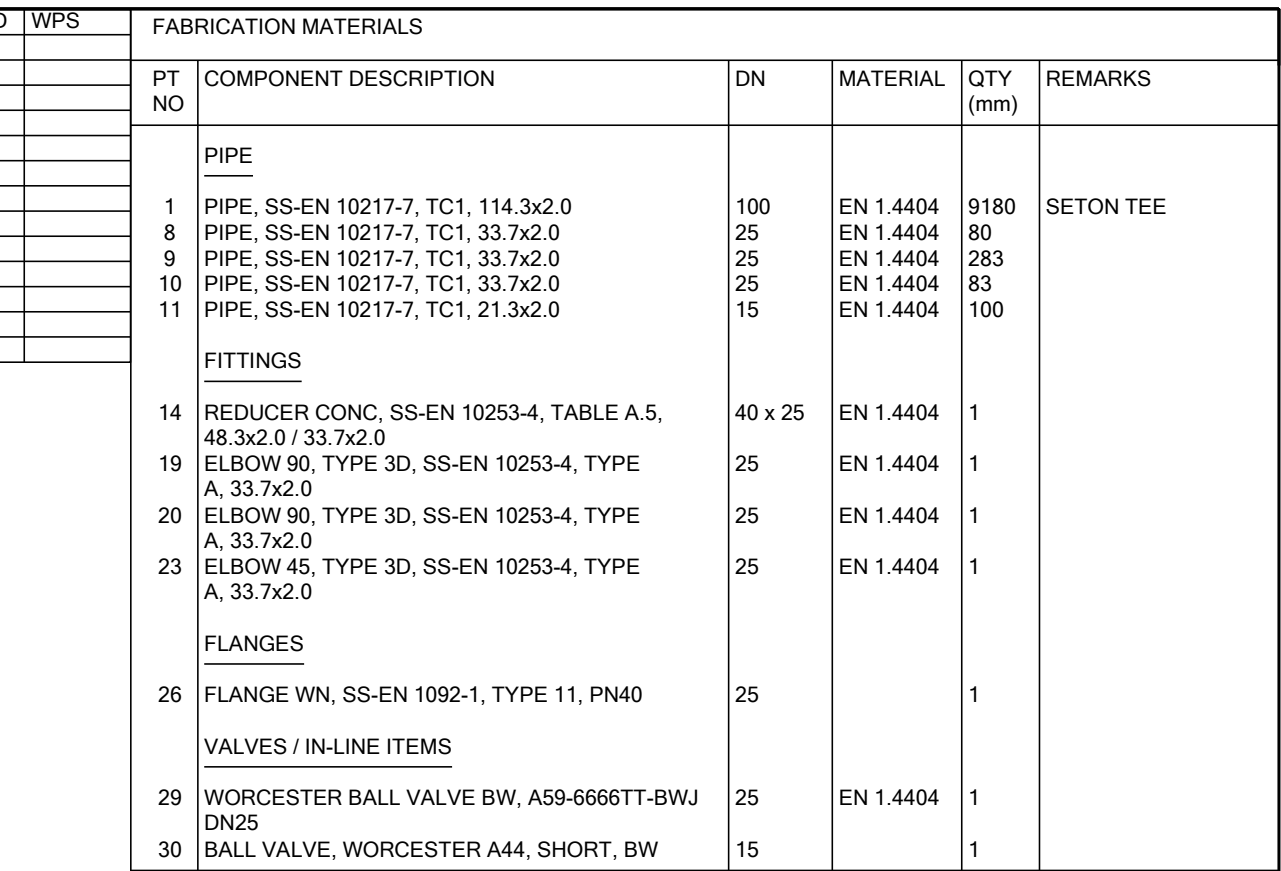 WPS
FABRICATION MATERIALS
PT NO COMPONENT DESCRIPTION DN MATERIAL QTY (mm) REMARKS
PIPE
1 PIPE, SS-EN 10217-7, TC1, 114.3x2.0 100 EN 1.4404 9180 SETON TEE
8 PIPE, SS-EN 10217-7, TC1, 33.7x2.0 25 EN 1.4404 80
9 PIPE, SS-EN 10217-7, TC1, 33.7x2.0 25 EN 1.4404 283
10 PIPE, SS-EN 10217-7, TC1, 33.7x2.0 25 EN 1.4404 83
11 PIPE, SS-EN 10217-7, TC1, 21.3x2.0 15 EN 1.4404 100
FITTINGS
14 REDUCER CONC, SS-EN 10253-4, TABLE A.5, 40 x 25 EN 1.4404 1
48.3x2.0 / 33.7x2.0
19 ELBOW 90, TYPE 3D, SS-EN 10253-4, TYPE 25 EN 1.4404 1
A, 33.7x2.0
20 ELBOW 90, TYPE 3D, SS-EN 10253-4, TYPE 25 EN 1.4404 1
A, 33.7x2.0
23 ELBOW 45, TYPE 3D, SS-EN 10253-4, TYPE 25 EN 1.4404 1
A, 33.7x2.0
FLANGES
26 FLANGE WN, SS-EN 1092-1, TYPE 11, PN40 25 1
VALVES / IN-LINE ITEMS
29 WORCESTER BALL VALVE BW, A59-6666TT-BWJ 25 EN 1.4404 1
DN25
30 BALL VALVE, WORCESTER A44, SHORT, BW 15 1